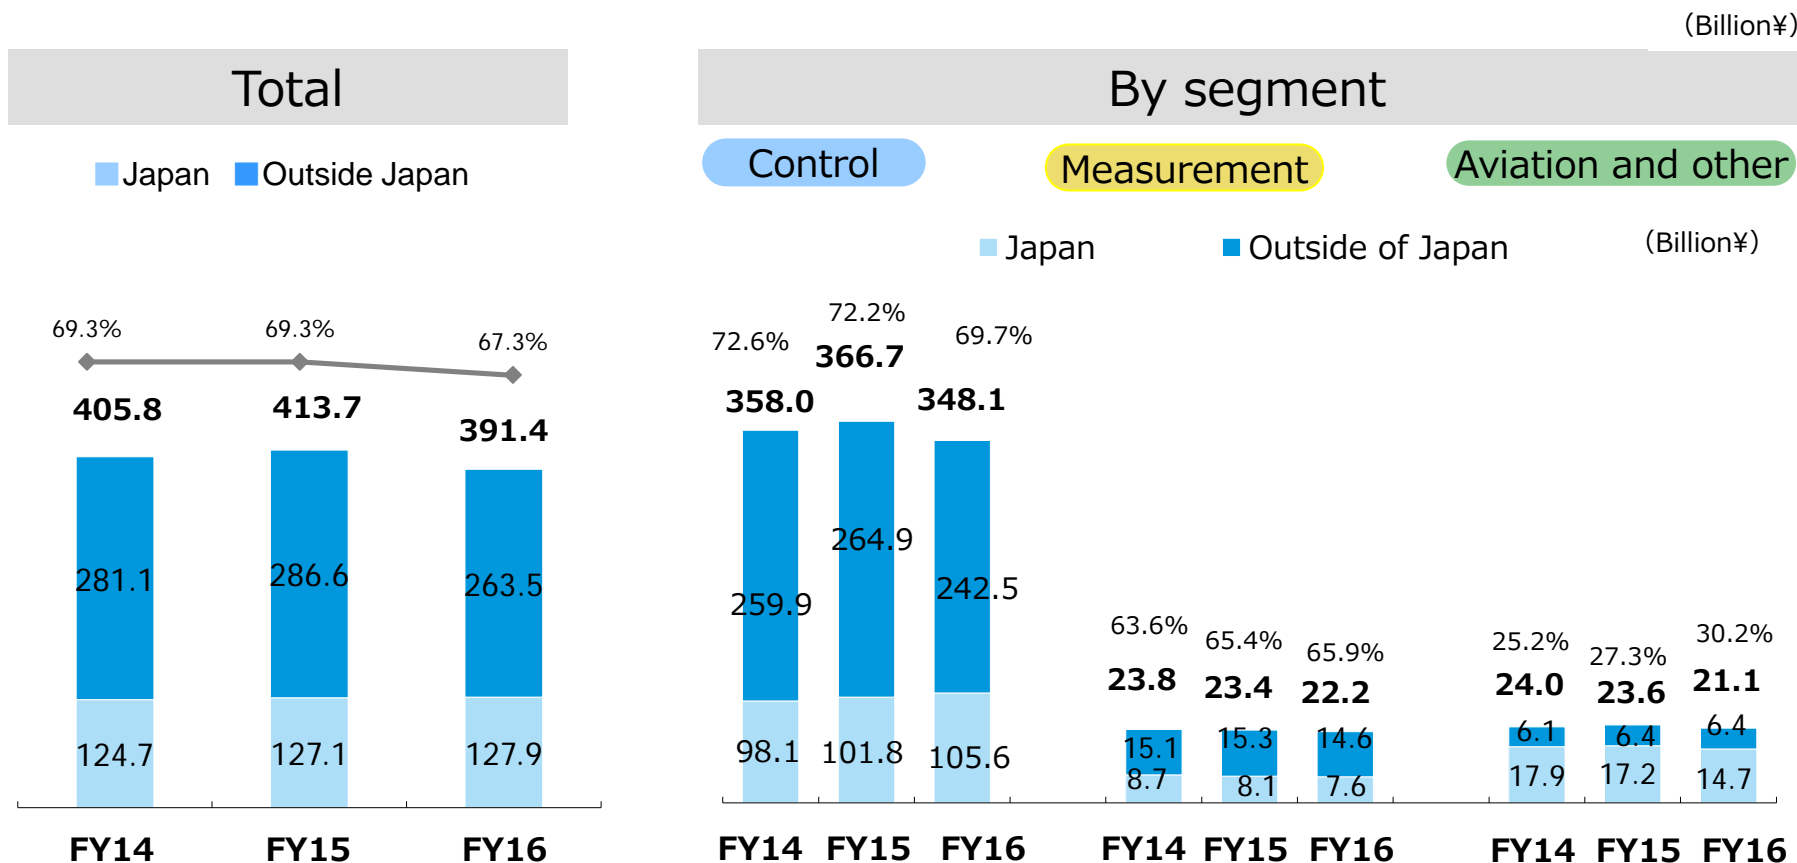 （Billion¥）
Total
By segment
Control
Measurement
Aviation and other
Japan
Outside Japan
Japan
Outside of Japan
（Billion¥）
69.3%
69.3%
67.3%
405.8
413.7
391.4
281.1
286.6
263.5
124.7
127.1
127.9
FY14
FY15
FY16
72.6%
72.2%
69.7%
358.0
366.7
348.1
259.9
264.9
242.5
98.1
101.8
105.6
FY14
FY15
FY16
63.6%
65.4%
65.9%
23.8
23.4
22.2
15.1
15.3
14.6
8.7
8.1
7.6
FY14
FY15
FY16
25.2%
27.3%
30.2%
24.0
23.6
21.1
6.1
6.4
6.4
17.9
17.2
14.7
FY14
FY15
FY16